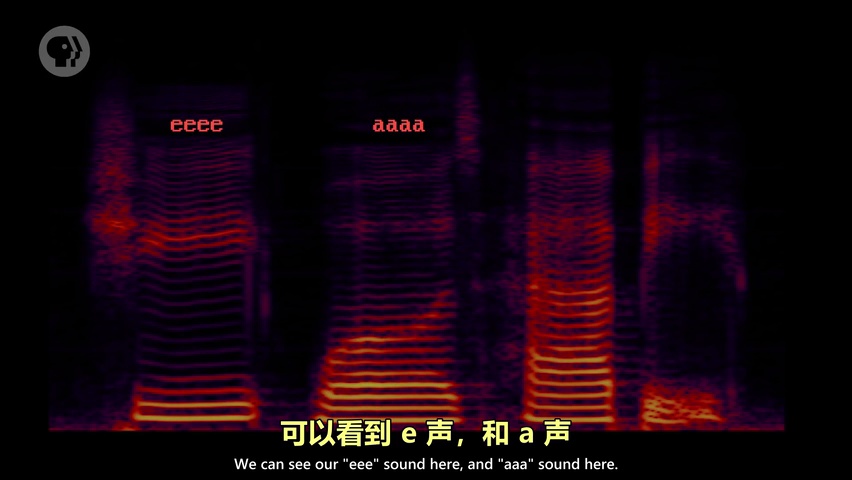 eeee
aaaa
可以看到 e 声，和 a 声
We can see our "eee" sound here, and "aaa" sound here.